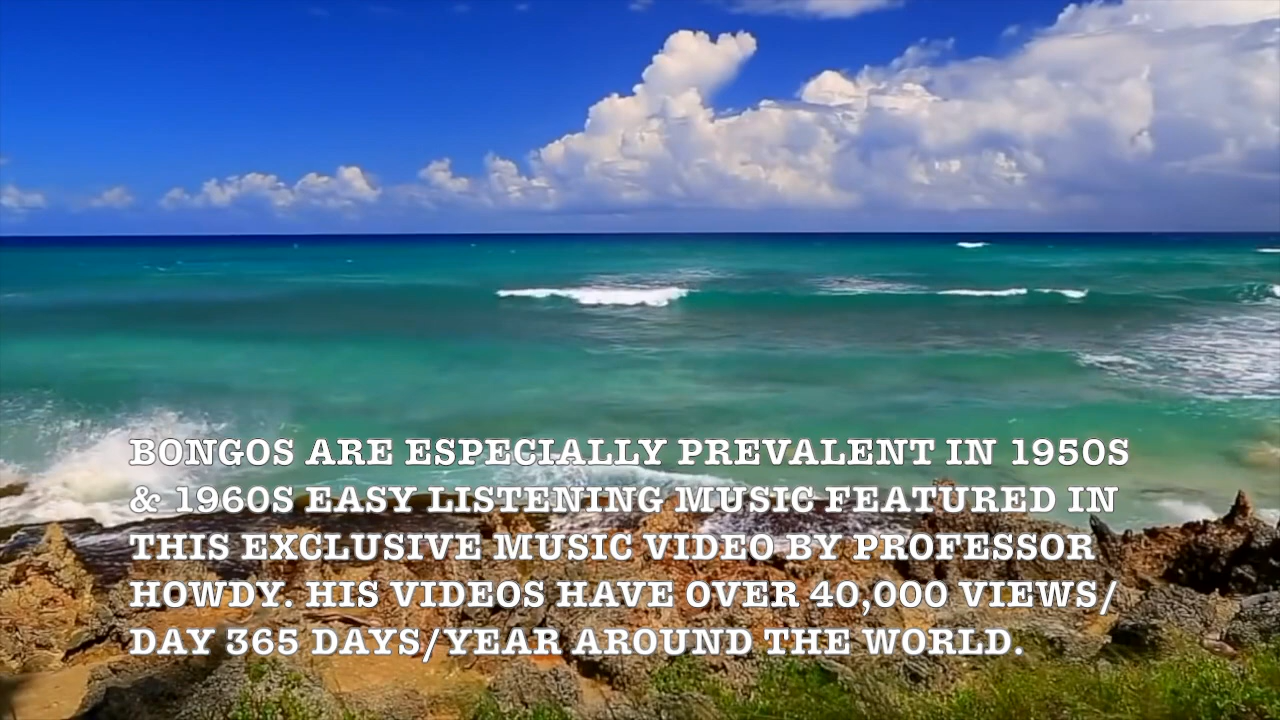 BONGOS ARE ESPECIALLY PREVALENT IN 1950S
& 1960S EASY LISTENING MUSIC FEATURED IN
THIS EXCLUSIVE MUSIC VIDEO BY PROFESSOR
HOWDY. HIS VIDEOS HAVE OVER 40,000 VIEWS/
DAY 365 DAYS/YEAR AROUND THE WORLD.